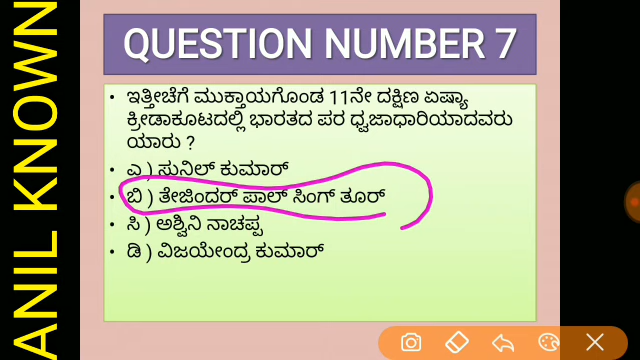 ANIL KNOWN
QUESTION NUMBER 7
• ಇತ್ತೀಚೆಗೆ ಮುಕ್ತಾಯಗೊಂಡ 11ನೇ ದಕ್ಷಿಣ ಏಷ್ಯಾ
ಕ್ರೀಡಾಕೂಟದಲ್ಲಿ ಭಾರತದ ಪರ ಧ್ವಜಾಧಾರಿಯಾದವರು
ಯಾರು ?
• ಎ ) ಸುನಿಲ್ ಕುಮಾರ್
• ಬಿ ) ತೇಜಿಂದರ್ ಪಾಲ್ ಸಿಂಗ್ ತೂರ್
• ಸಿ ) ಅಶ್ವಿನಿ ನಾಚಪ್ಪ
• ಡಿ ) ವಿಜಯೇಂದ್ರ ಕುಮಾರ್